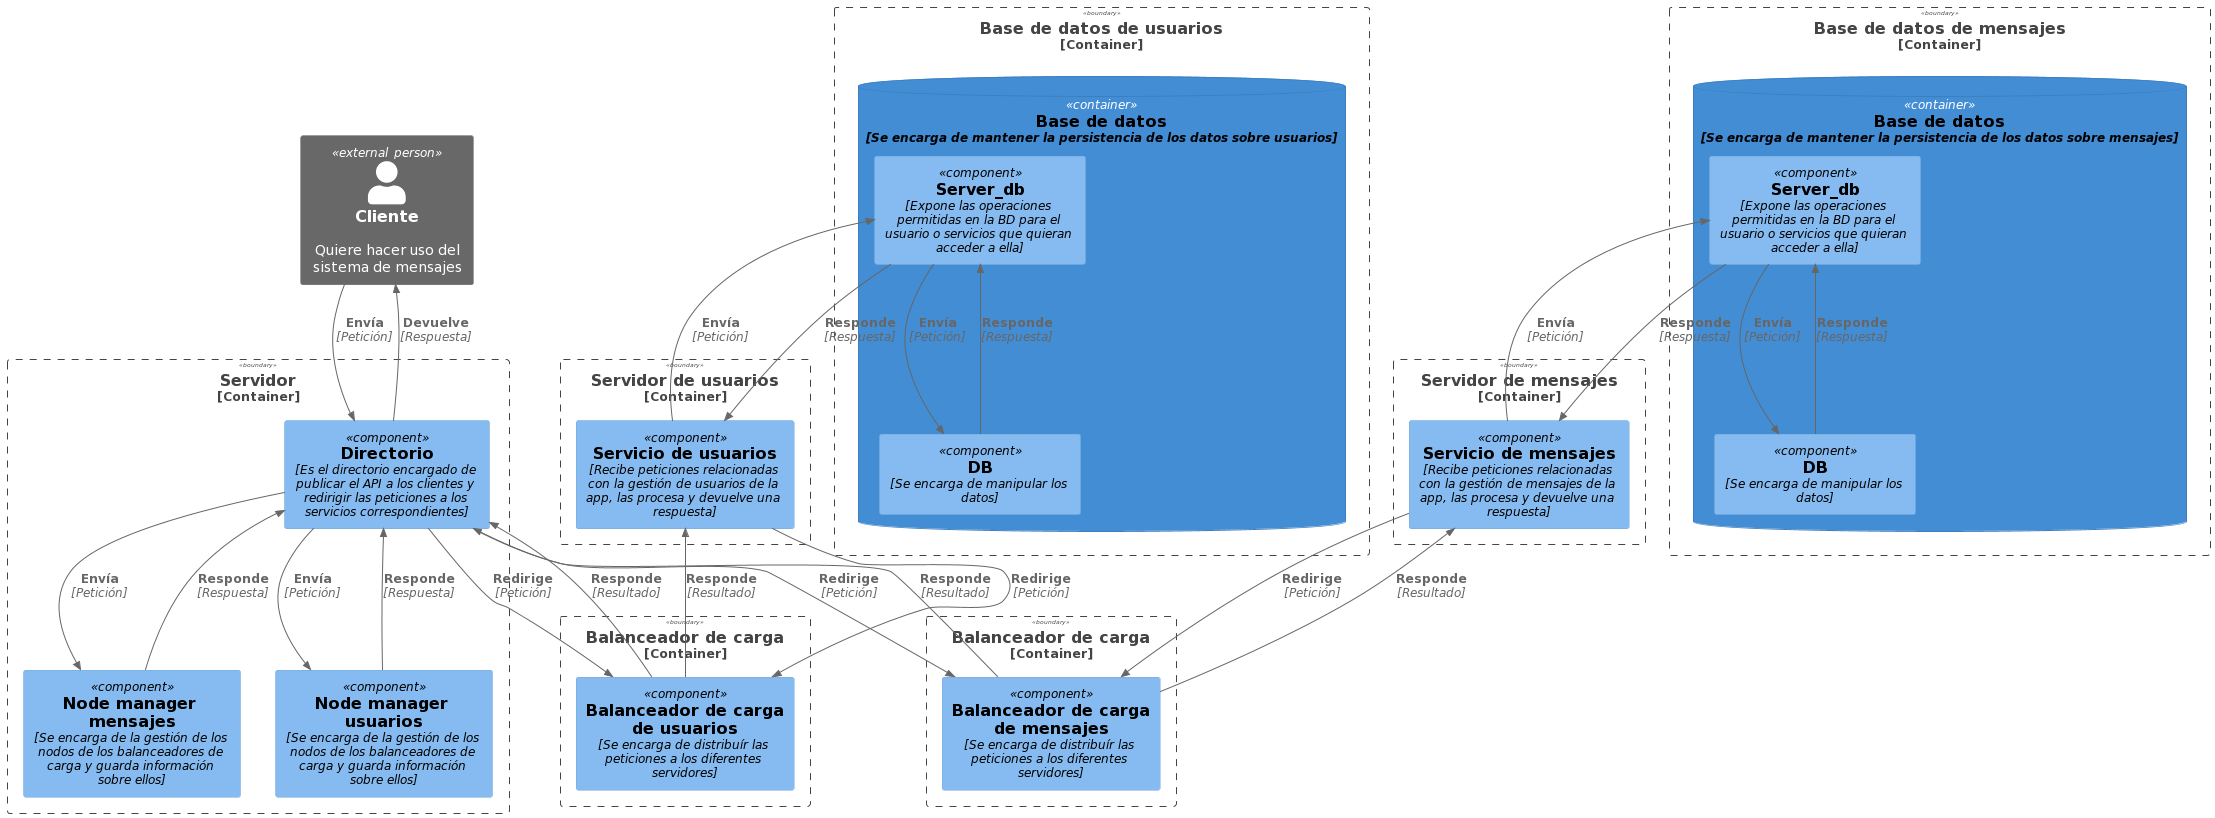 «boundary»
Base de datos de usuarios
[Container]
«container»
Base de datos
[Se encarga de mantener la persistencia de los datos sobre usuarios]
«component»
Server_db
[Expone las operaciones
permitidas en la BD para el
usuario o servicios que quieran
acceder a ella]
«component»
DB
[Se encarga de manipular los
datos]
«boundary»
Base de datos de mensajes
[Container]
«container»
Base de datos
[Se encarga de mantener la persistencia de los datos sobre mensajes]
«component»
Server_db
[Expone las operaciones
permitidas en la BD para el
usuario o servicios que quieran
acceder a ella]
«component»
DB
[Se encarga de manipular los
datos]
«external person»
Cliente
Quiere hacer uso del
sistema de mensajes
Envía
[Petición]
Devuelve
[Respuesta]
Envía
[Petición]
Responde
[Respuesta]
Envía
[Petición]
Responde
[Respuesta]
Envía
[Petición]
Responde
[Respuesta]
Envía
[Petición]
Responde
[Respuesta]
«boundary»
Servidor
[Container]
«component»
Directorio
[Es el directorio encargado de
publicar el API a los clientes y
redirigir las peticiones a los
servicios correspondientes]
«boundary»
Servidor de usuarios
[Container]
«component»
Servicio de usuarios
[Recibe peticiones relacionadas
con la gestión de usuarios de la
app, las procesa y devuelve una
respuesta]
«boundary»
Servidor de mensajes
[Container]
«component»
Servicio de mensajes
[Recibe peticiones relacionadas
con la gestión de mensajes de la
app, las procesa y devuelve una
respuesta]
Envía
[Petición]
Responde
[Respuesta]
Envía
[Petición]
Responde
[Respuesta]
Redirige
[Petición]
Responde
[Resultado]
Responde
[Resultado]
Redirige
[Petición]
Responde
[Resultado]
Redirige
[Petición]
Redirige
[Petición]
Responde
[Resultado]
«component»
Node manager
mensajes
[Se encarga de la gestión de los
nodos de los balanceadores de
carga y guarda información
sobre ellos]
«component»
Node manager
usuarios
[Se encarga de la gestión de los
nodos de los balanceadores de
carga y guarda información
sobre ellos]
«boundary»
Balanceador de carga
[Container]
«component»
Balanceador de carga
de usuarios
[Se encarga de distribuír las
peticiones a los diferentes
servidores]
«boundary»
Balanceador de carga
[Container]
«component»
Balanceador de carga
de mensajes
[Se encarga de distribuír las
peticiones a los diferentes
servidores]